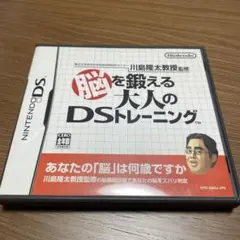 Nintendo
川島隆太教授監修
脳を鍛える
大人の
DSトレーニング
NINTENDO DS
あなたの「脳」は何歳ですか